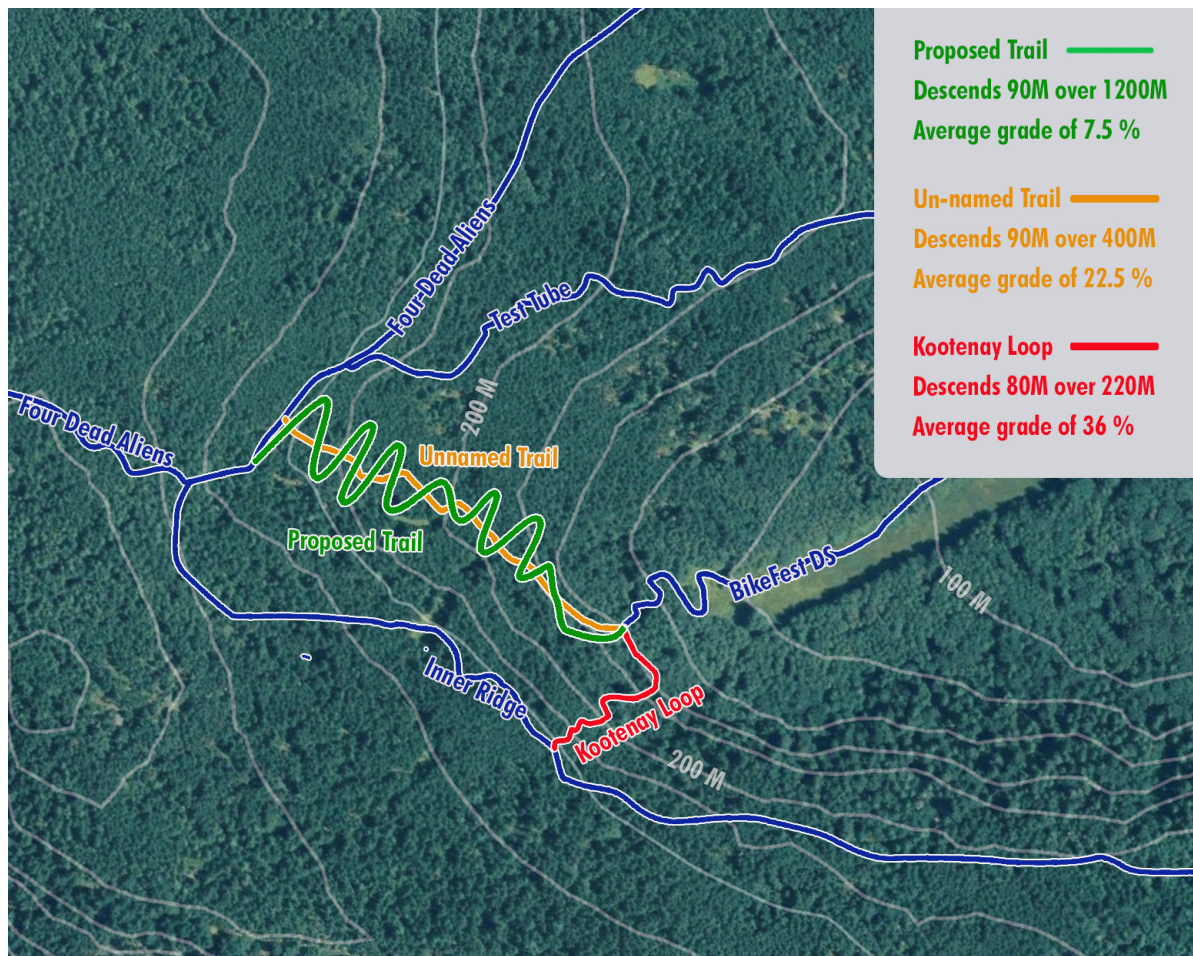 Proposed Trail
Descends 90M over 1200M
Average grade of 7.5 %
Un-named Trail
Descends 90M over 400M
Average grade of 22.5 %
Kootenay Loop
Descends 80M over 220M
Average grade of 36 %
Four Dead Aliens
Test Tube
200 M
Four Dead Aliens
Unnamed Trail
Proposed Trail
BikeFest DS
100 M
Inner Ridge
Kootenay Loop
200 M